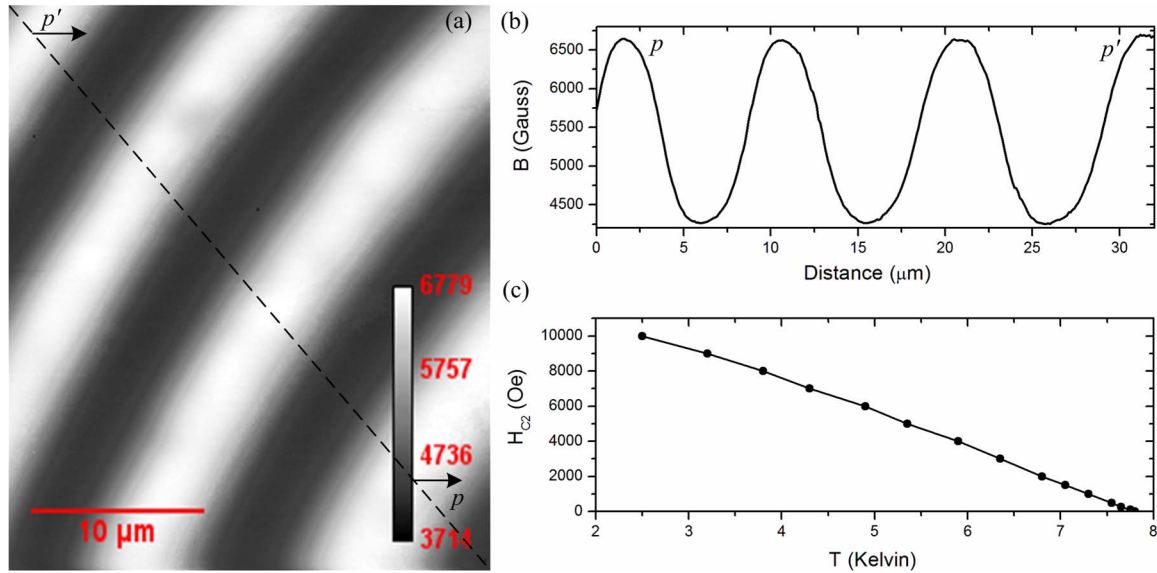 p′
(a)
6779
5757
4736
3714
p
10 µm
(b)
p
p′
B (Gauss)
6500
6000
5500
5000
4500
0
5
10
15
20
25
30
Distance (μm)
(c)
H_C2 (Oe)
10000
8000
6000
4000
2000
0
2
3
4
5
6
7
8
T (Kelvin)